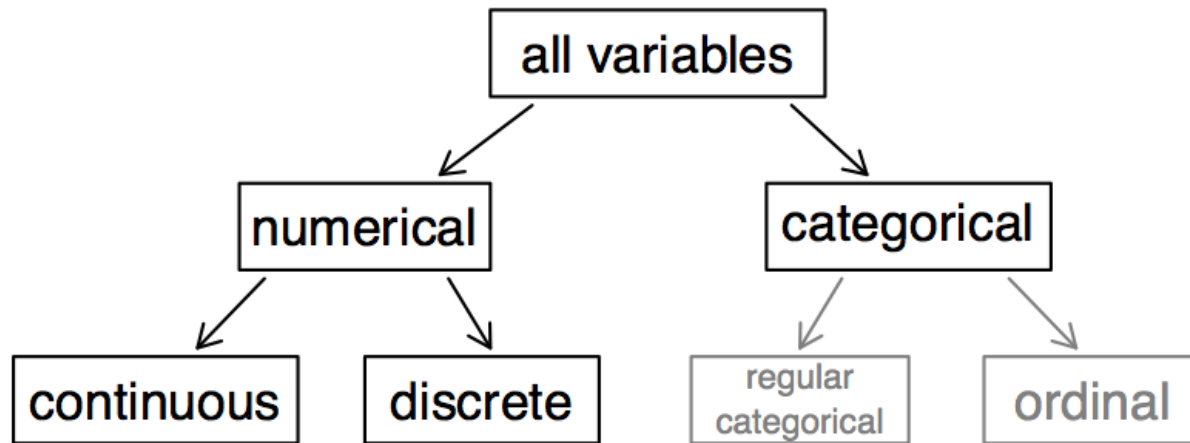 all variables
numerical
categorical
continuous
discrete
regular
categorical
ordinal